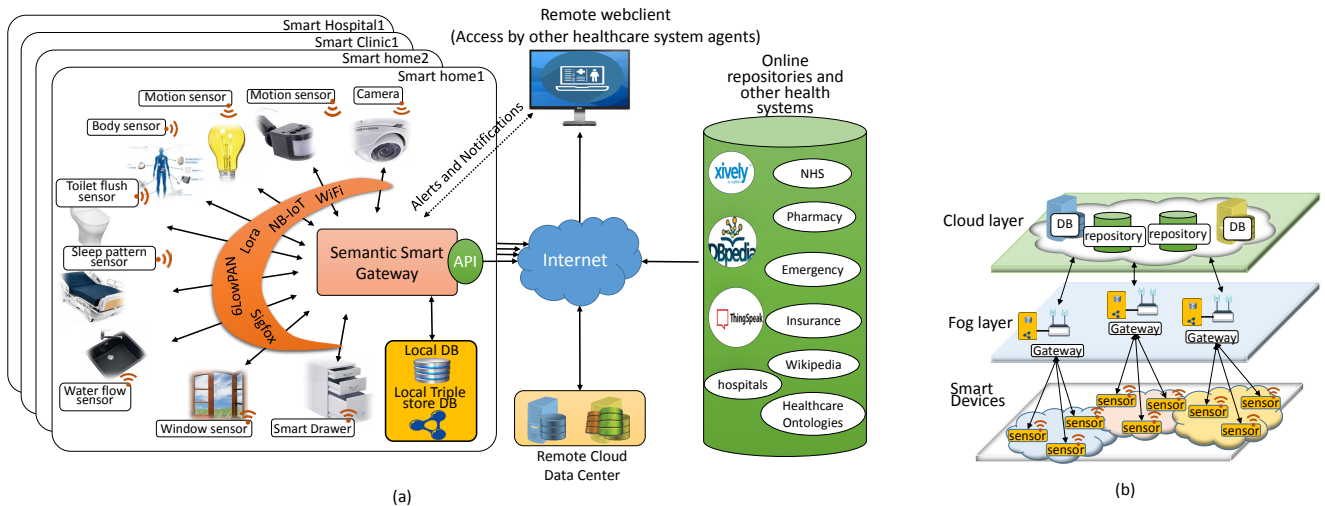 Smart Hospital1
Smart Clinic1
Smart home2
Smart home1
Motion sensor
Motion sensor
Camera
Body sensor
Toilet flush
sensor
Sleep pattern
sensor
Water flow
sensor
Window sensor
Smart Drawer
WiFi
NB-IoT
Lora
6LowPAN
Sigfox
Semantic Smart
Gateway
API
Local DB
Local Triple
store DB
Alerts and Notifications
Remote webclient
(Access by other healthcare system agents)
Internet
Remote Cloud
Data Center
Online
repositories and
other health
systems
xively
DBpedia
ThingSpeak
NHS
Pharmacy
Emergency
Insurance
Wikipedia
hospitals
Healthcare
Ontologies
(a)
Cloud layer
DB
repository
repository
DB
Fog layer
Gateway
Gateway
Gateway
Smart
Devices
sensor
sensor
sensor
sensor
sensor
sensor
sensor
sensor
sensor
(b)